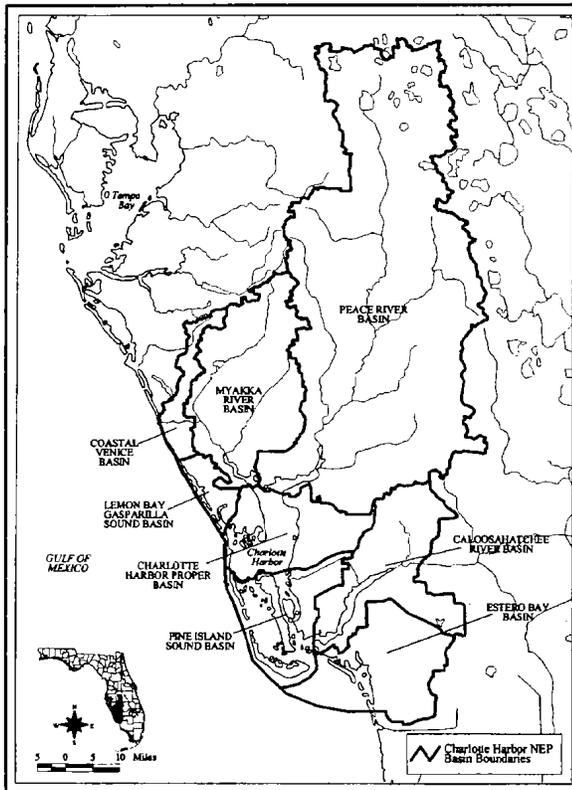 Tampa
Bay
PEACE RIVER
BASIN
MYAKKA
RIVER
BASIN
COASTAL
VENICE
BASIN
LEMON BAY
GASPARILLA
SOUND BASIN
GULF OF
MEXICO
CHARLOTTE
HARBOR PROPER
BASIN
Charlotte
Harbor
CALOOSAHATCHEE
RIVER BASIN
ESTERO BAY
BASIN
PINE ISLAND
SOUND BASIN
N
W E
S
5 0 5 10 Miles
Charlotte Harbor NEP
Basin Boundaries